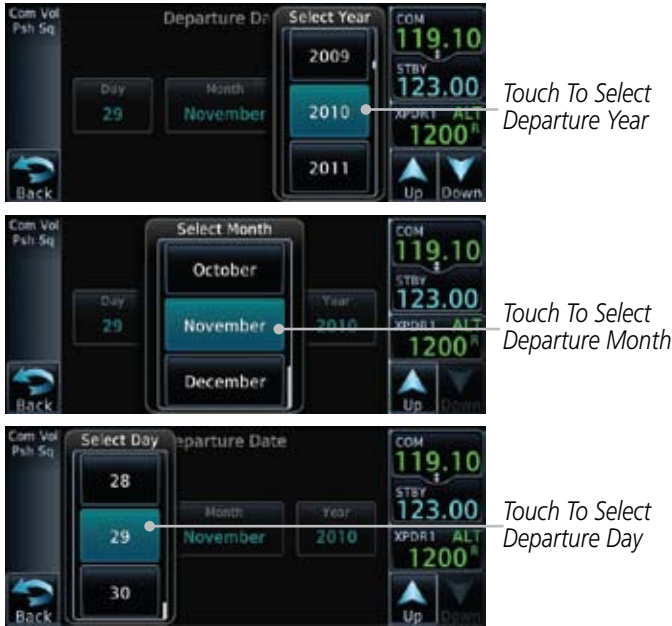 Com Vol
Psh Sq
Departure Da
Select Year
2009
2010
2011
Day
29
Month
November
COM
119.10
STBY
123.00
XPDR1 ALT
1200 R
Back
Up Down
Touch To Select
Departure Year
Com Vol
Psh Sq
Select Month
October
November
December
Day
29
Year
2010
COM
119.10
STBY
123.00
XPDR1 ALT
1200 R
Back
Up Down
Touch To Select
Departure Month
Com Vol
Psh Sq
Select Day
eparture Date
28
29
30
Month
November
Year
2010
COM
119.10
STBY
123.00
XPDR1 ALT
1200 R
Back
Up Down
Touch To Select
Departure Day